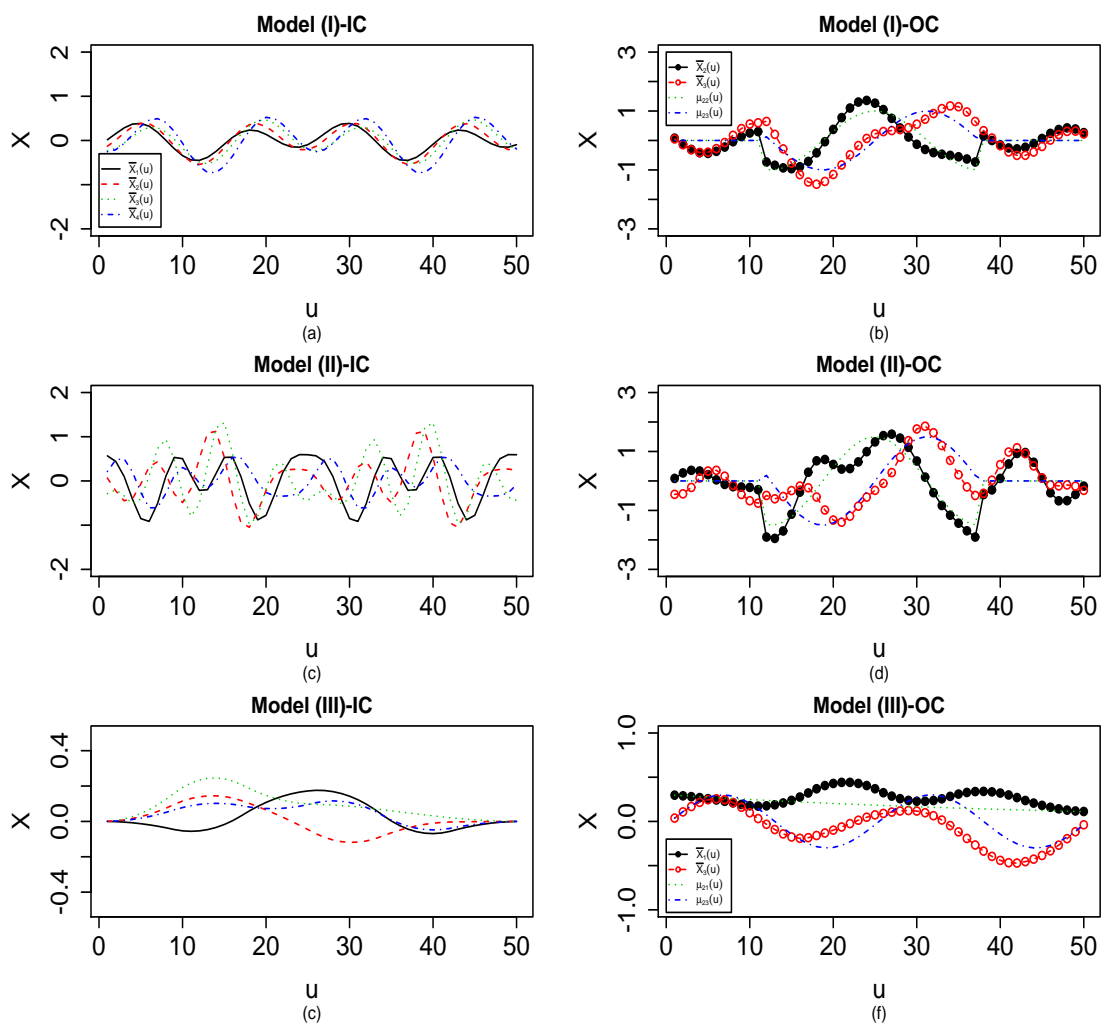 Model (I)-IC
X
2
0
-2
X̅₁(u)
X̅₂(u)
X̅₃(u)
X̅₄(u)
0 10 20 30 40 50
u
(a)
Model (I)-OC
X
3
1
-1
-3
X̅₂(u)
X̅₃(u)
μ₂₂(u)
μ₂₃(u)
0 10 20 30 40 50
u
(b)
Model (II)-IC
X
2
1
0
-2
0 10 20 30 40 50
u
(c)
Model (II)-OC
X
3
1
-1
-3
0 10 20 30 40 50
u
(d)
Model (III)-IC
X
0.4
0.0
-0.4
0 10 20 30 40 50
u
(c)
Model (III)-OC
X
1.0
0.0
-1.0
X̅₁(u)
X̅₃(u)
μ₂₁(u)
μ₂₃(u)
0 10 20 30 40 50
u
(f)